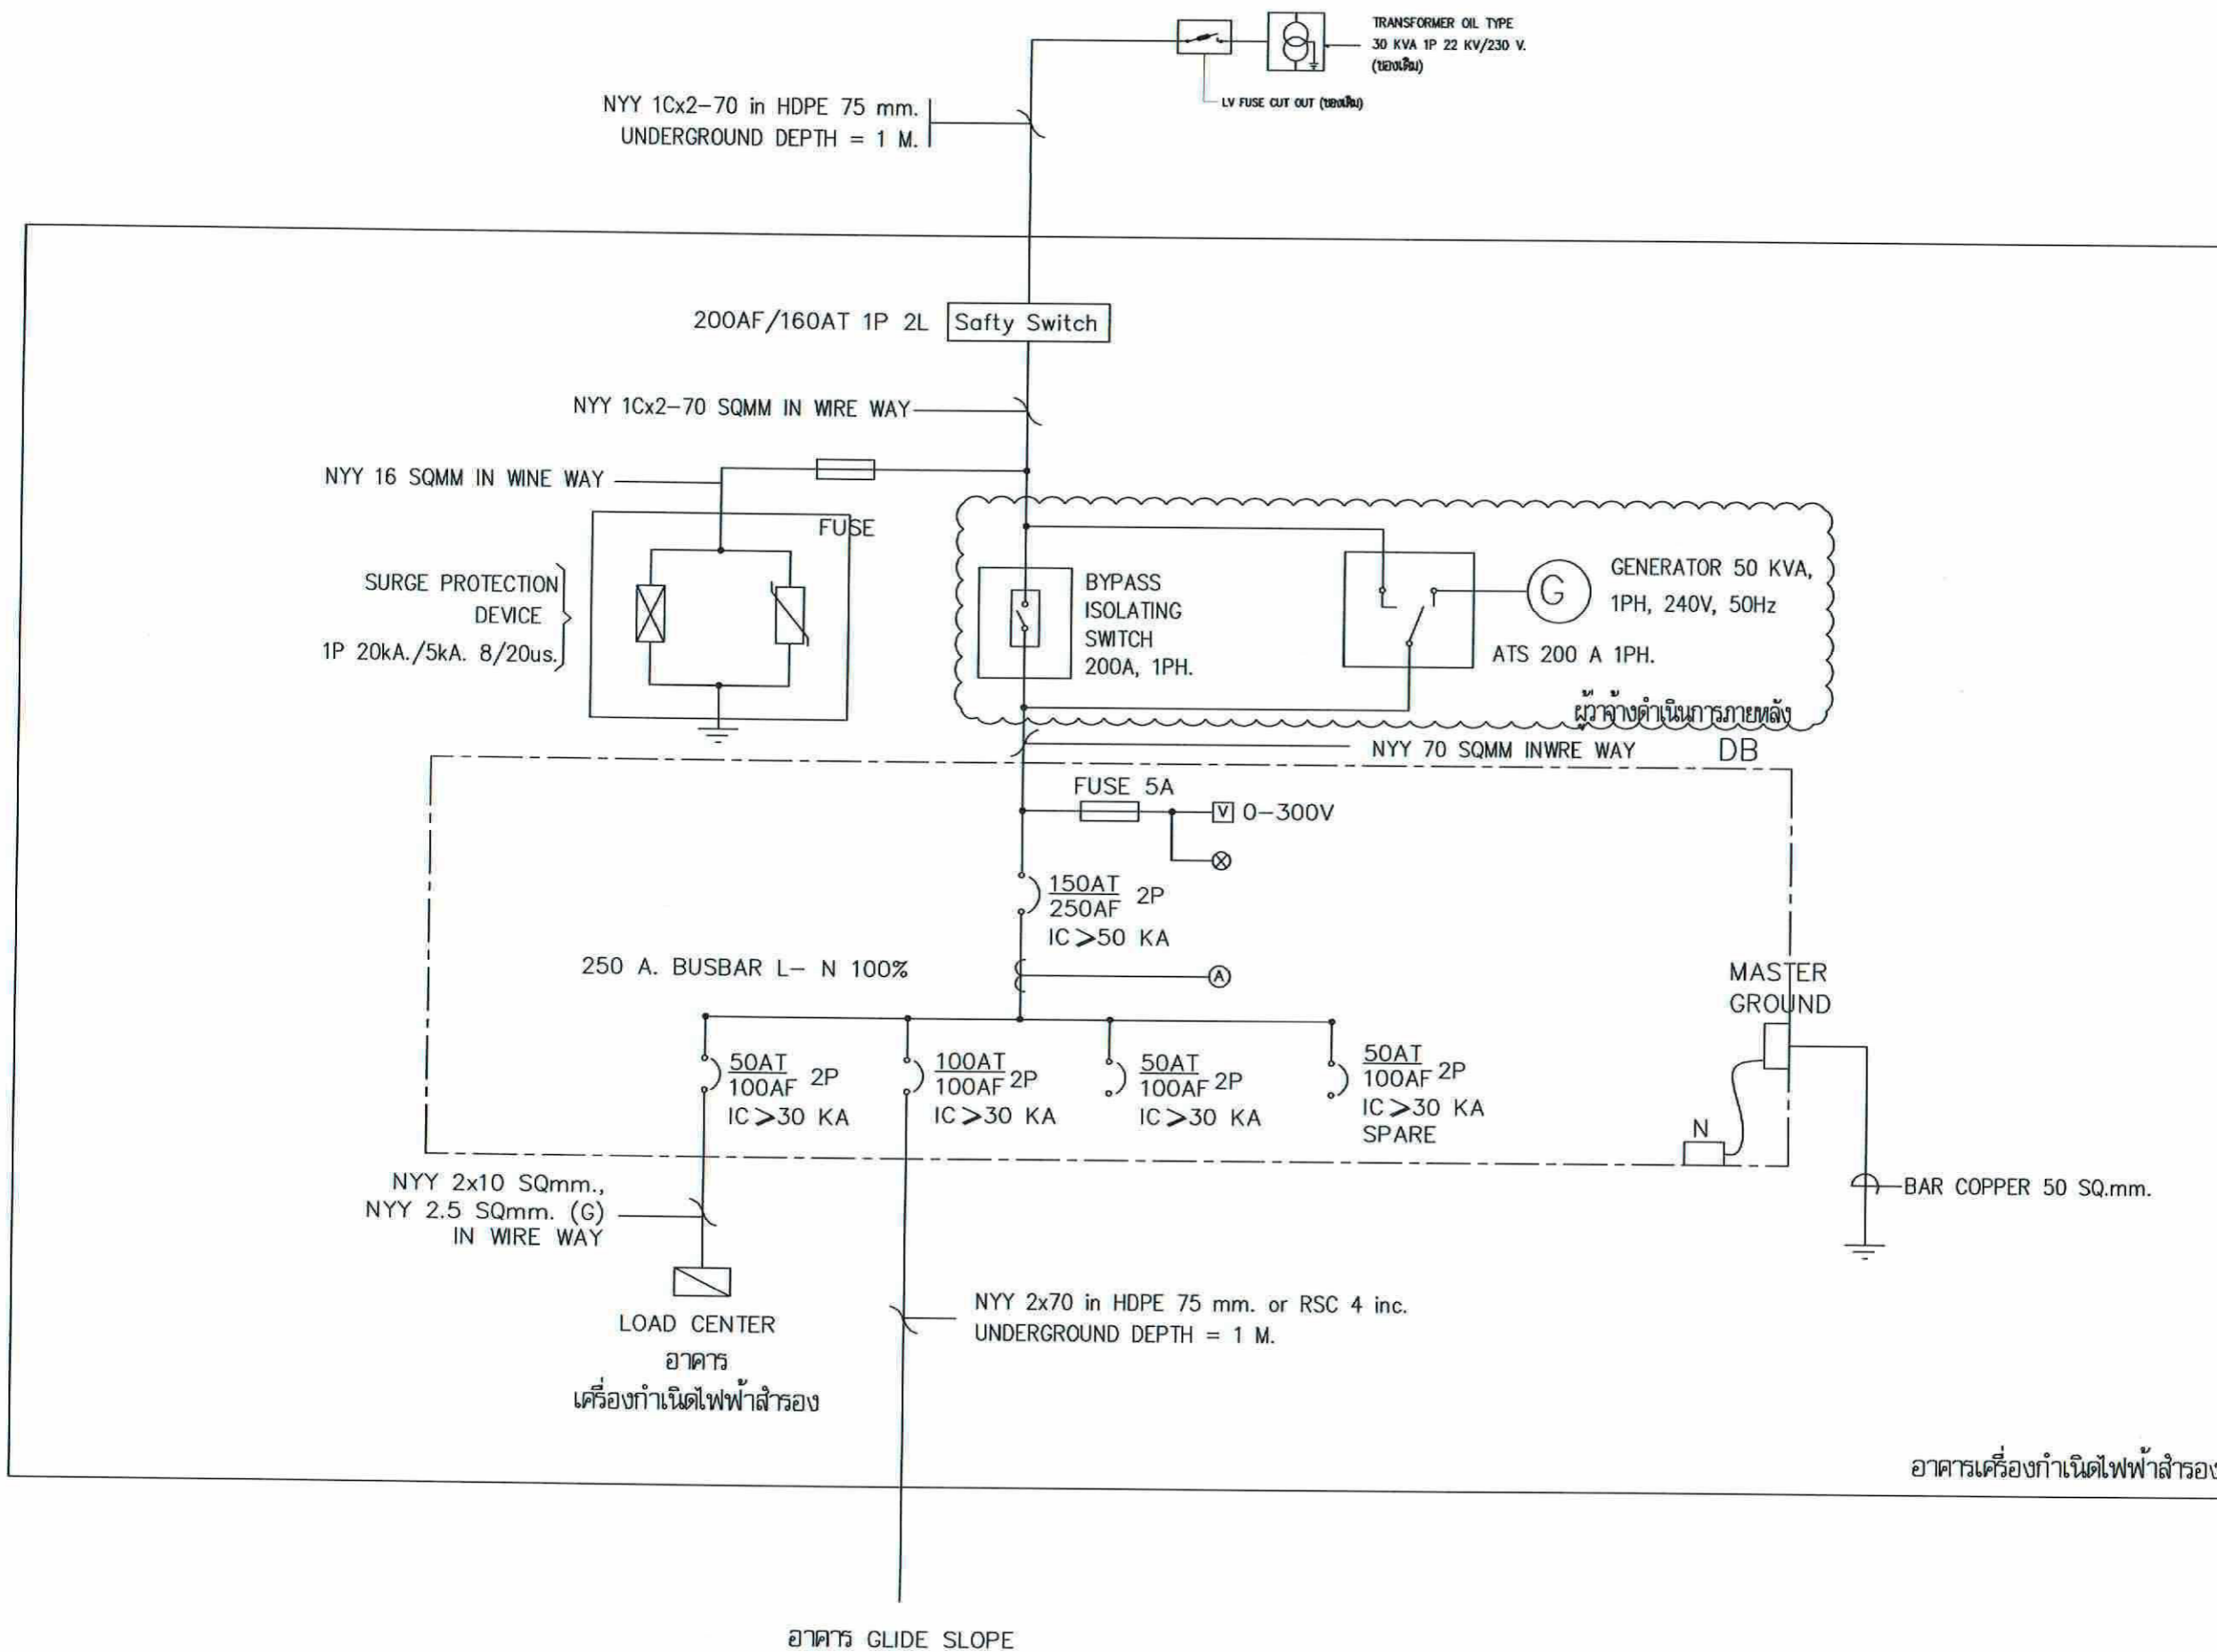 TRANSFORMER OIL TYPE
30 KVA 1P 22 KV/230 V.
(ของเดิม)
LV FUSE CUT OUT (ของเดิม)
NYY 1Cx2-70 in HDPE 75 mm.
UNDERGROUND DEPTH = 1 M.
200AF/160AT 1P 2L
Safty Switch
NYY 1Cx2-70 SQMM IN WIRE WAY
NYY 16 SQMM IN WINE WAY
FUSE
SURGE PROTECTION
DEVICE
1P 20kA./5kA. 8/20us.
BYPASS
ISOLATING
SWITCH
200A, 1PH.
G
GENERATOR 50 KVA,
1PH, 240V, 50Hz
ATS 200 A 1PH.
ผู้ว่าจ้างดำเนินการภายหลัง
NYY 70 SQMM INWRE WAY
DB
FUSE 5A
V 0-300V
150AT
250AF 2P
IC>50 KA
250 A. BUSBAR L- N 100%
A
MASTER
GROUND
50AT
100AF 2P
IC>30 KA
100AT
100AF 2P
IC>30 KA
50AT
100AF 2P
IC>30 KA
50AT
100AF 2P
IC>30 KA
SPARE
N
BAR COPPER 50 SQ.mm.
NYY 2x10 SQmm.,
NYY 2.5 SQmm. (G)
IN WIRE WAY
LOAD CENTER
อาคาร
เครื่องกำเนิดไฟฟ้าสำรอง
NYY 2x70 in HDPE 75 mm. or RSC 4 inc.
UNDERGROUND DEPTH = 1 M.
อาคารเครื่องกำเนิดไฟฟ้าสำรอง
อาคาร GLIDE SLOPE